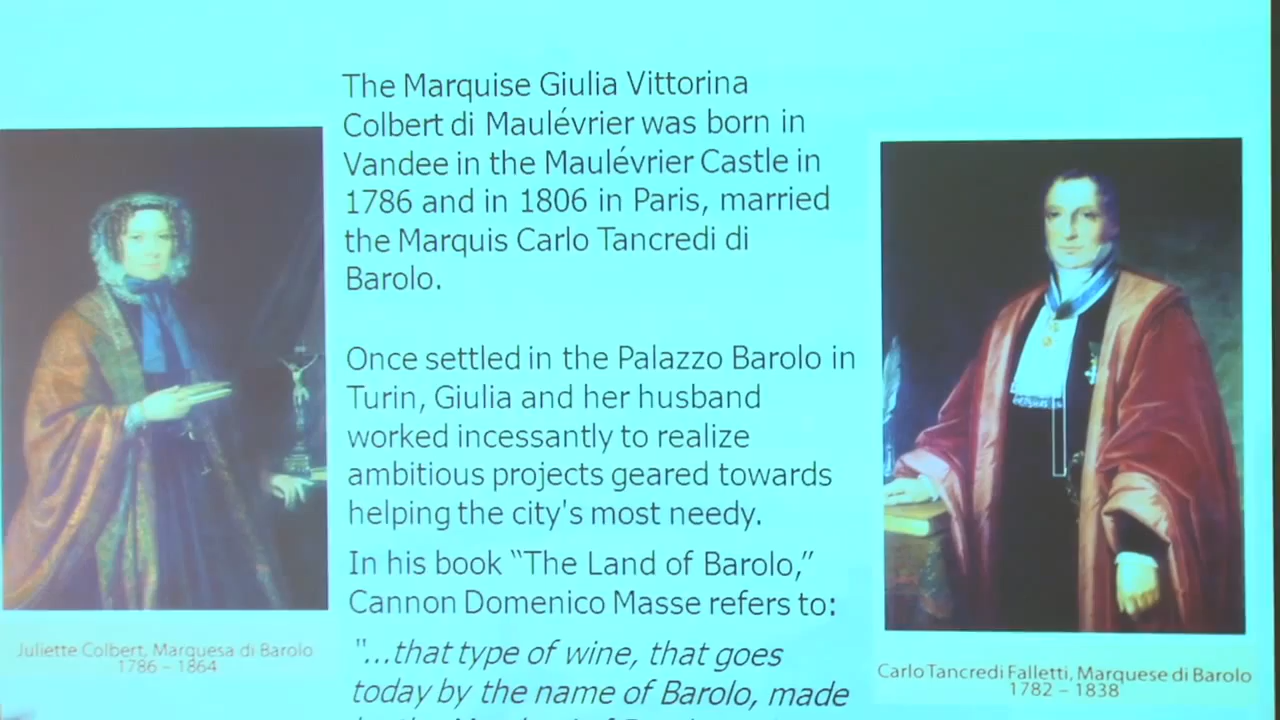 The Marquise Giulia Vittorina
Colbert di Maulévrier was born in
Vandee in the Maulévrier Castle in
1786 and in 1806 in Paris, married
the Marquis Carlo Tancredi di
Barolo.
Once settled in the Palazzo Barolo in
Turin, Giulia and her husband
worked incessantly to realize
ambitious projects geared towards
helping the city's most needy.
In his book “The Land of Barolo,”
Cannon Domenico Masse refers to:
"...that type of wine, that goes
today by the name of Barolo, made
Juliette Colbert, Marquesa di Barolo
1786 – 1864
Carlo Tancredi Falletti, Marquese di Barolo
1782 – 1838